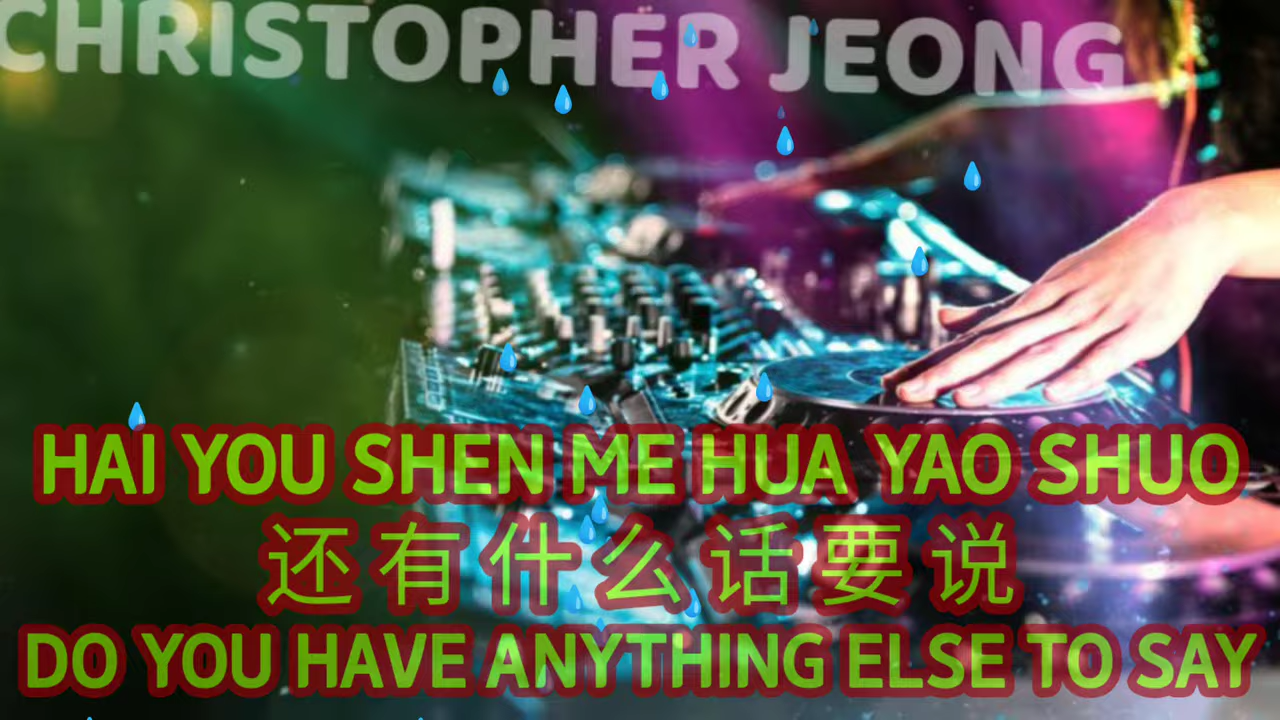 CHRISTOPHER JEONG
HAI YOU SHEN ME HUA YAO SHUO
还有什么话要说
DO YOU HAVE ANYTHING ELSE TO SAY